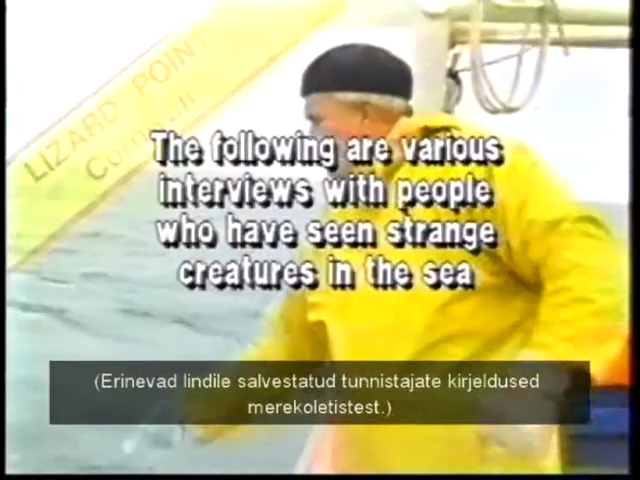 LIZARD POINT
Cornwall
The following are various
interviews with people
who have seen strange
creatures in the sea
(Erinevad lindile salvestatud tunnistajate kirjeldused
merekoletistest.)